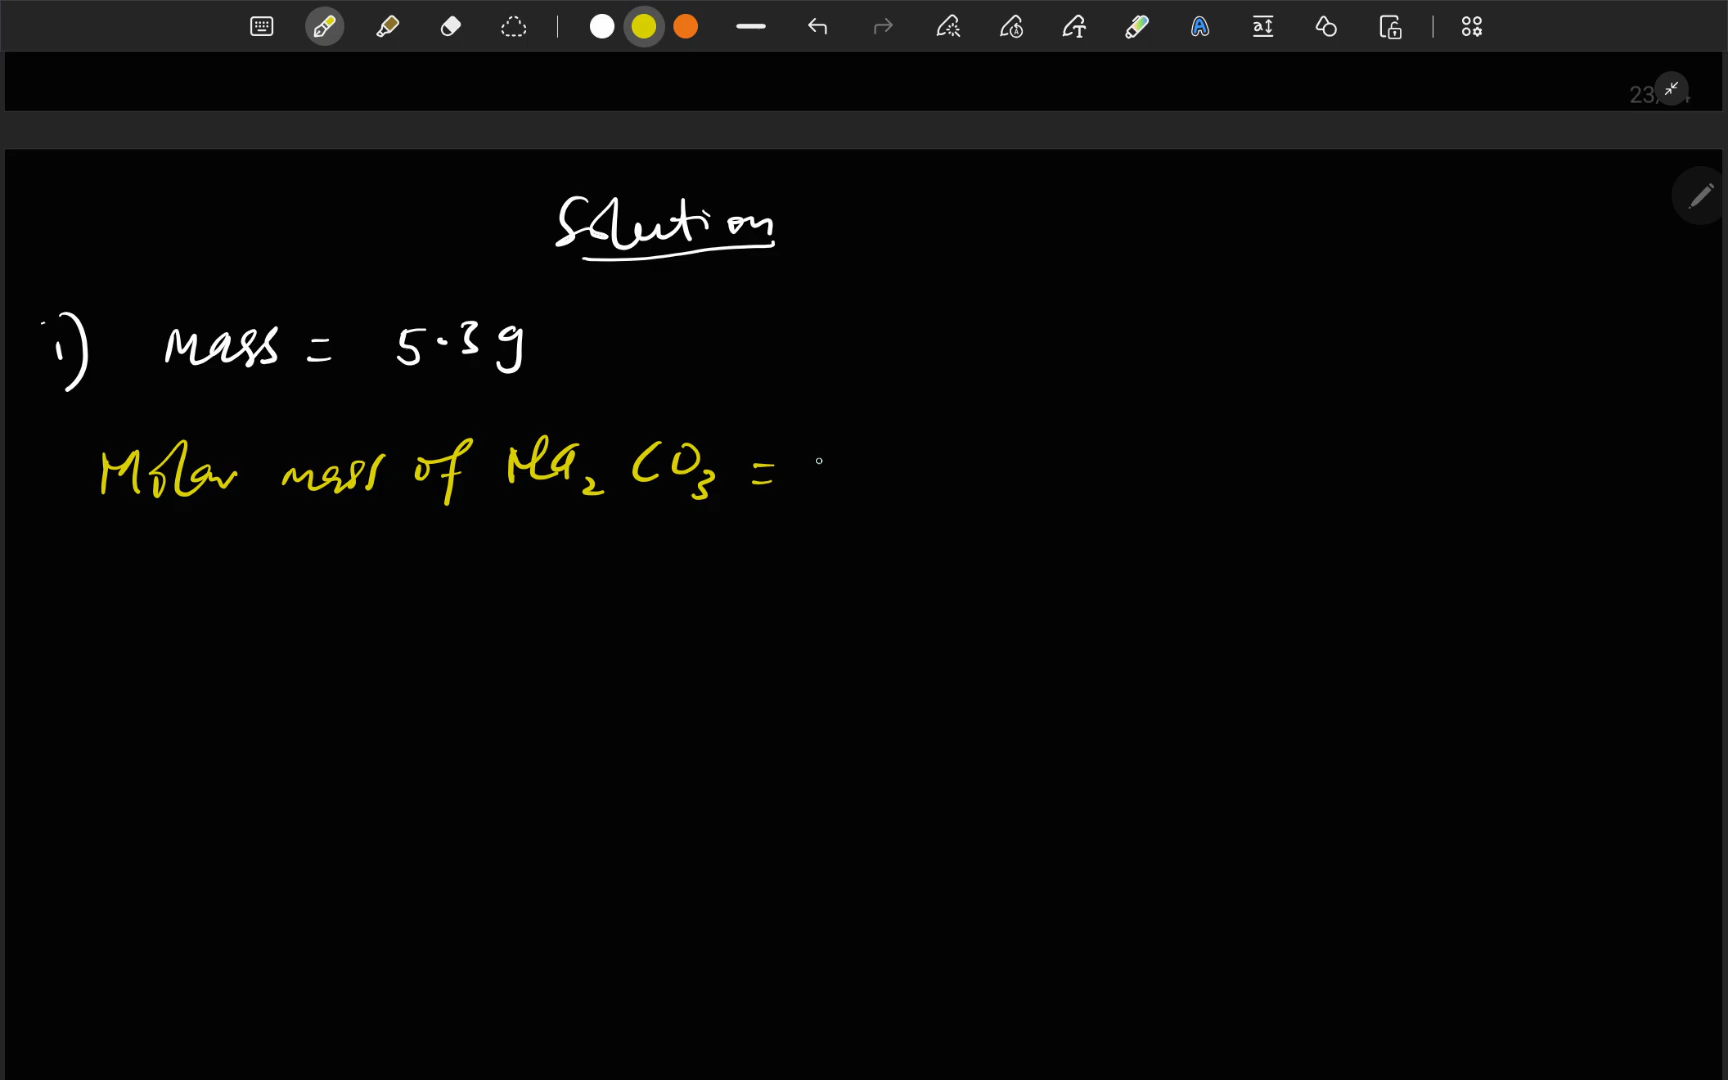 Solution
i) Mass = 5.3 g
Molar mass of Na₂ CO₃ =